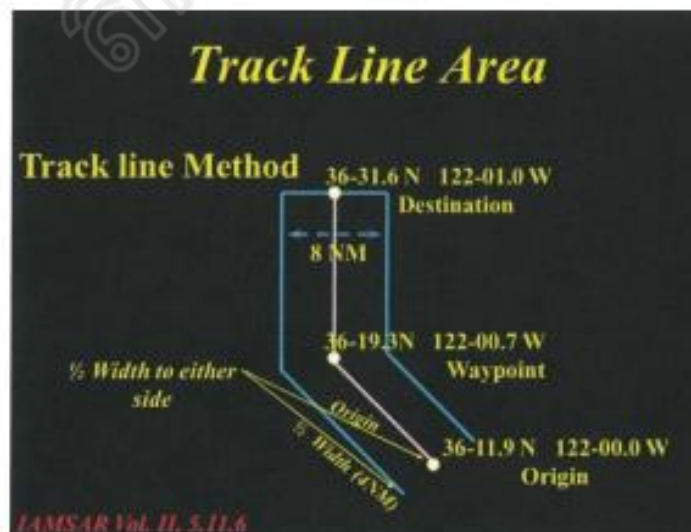 Track Line Area
Track line Method
36-31.6 N 122-01.0 W
Destination
8 NM
36-19.3N 122-00.7 W
Waypoint
½ Width to either
side
Origin
½ Width (4NM)
36-11.9 N 122-00.0 W
Origin
IAMSAR Vol. II, 5.11.6